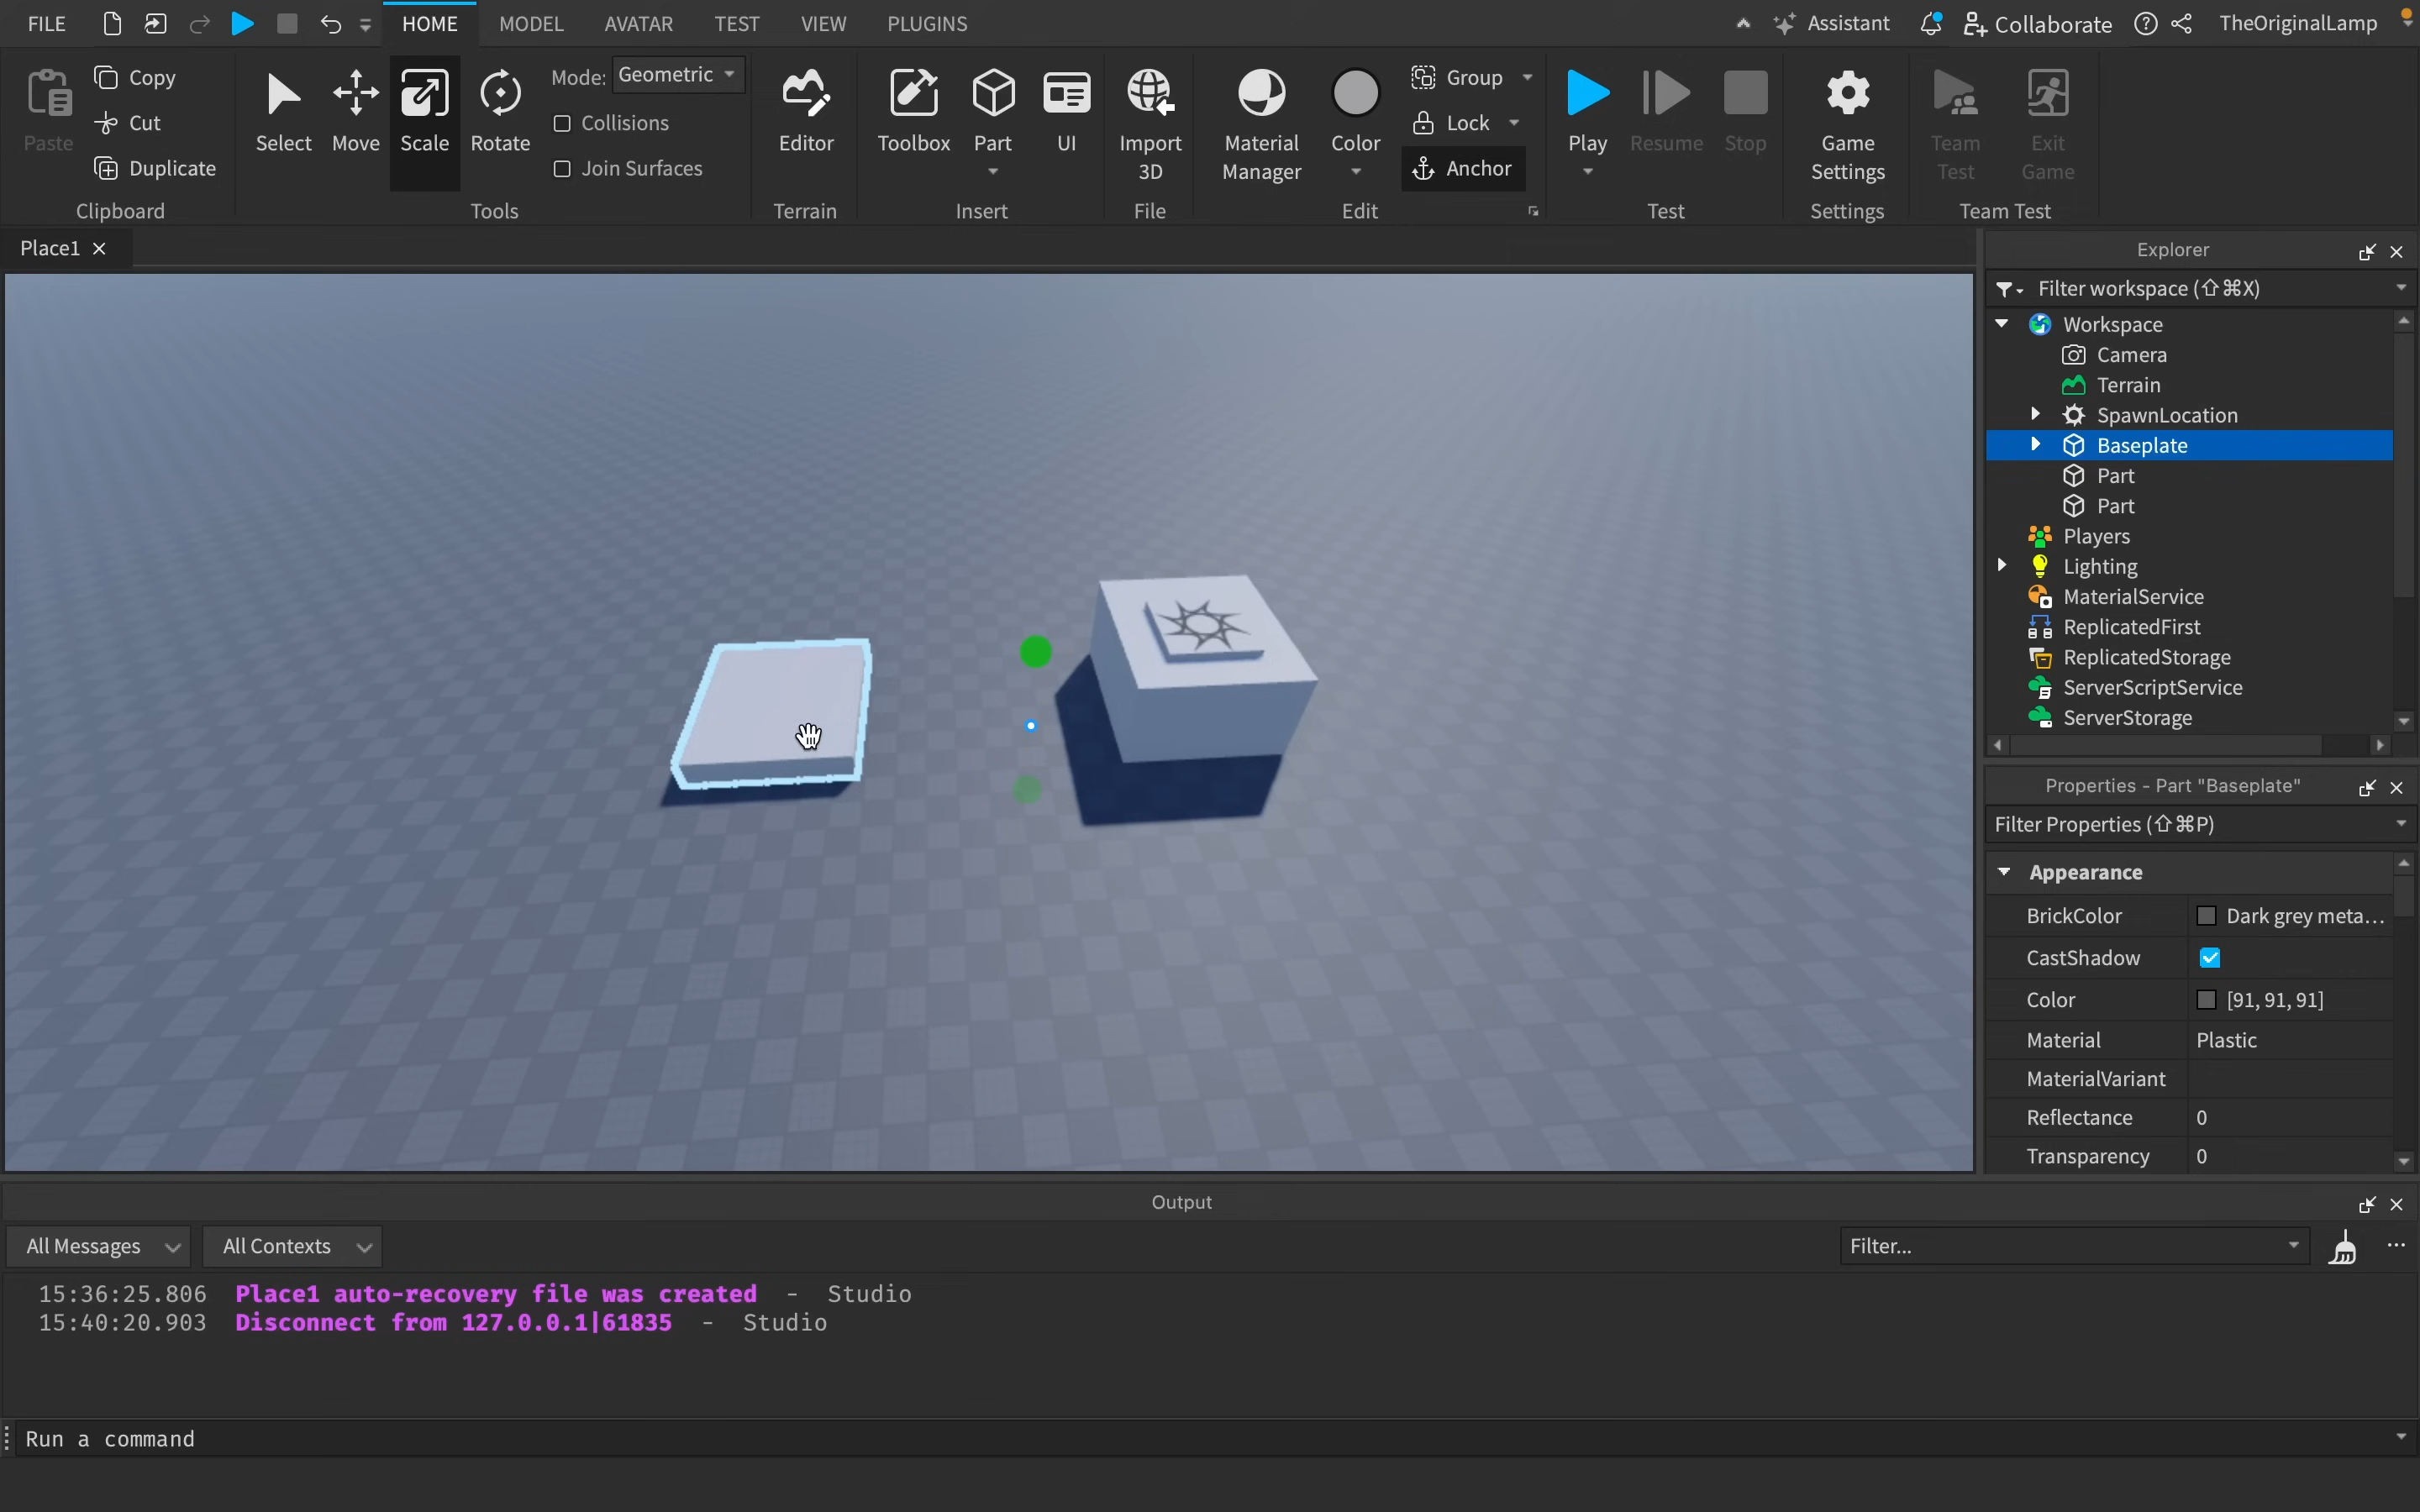 FILE HOME MODEL AVATAR TEST VIEW PLUGINS Assistant Collaborate TheOriginalLamp
Paste
Copy
Cut
Duplicate
Clipboard
Select Move Scale Rotate
Mode: Geometric
Collisions
Join Surfaces
Tools
Editor
Terrain
Toolbox Part UI
Insert
Import
3D
File
Material
Manager
Color
Group
Lock
Anchor
Edit
Play Resume Stop
Test
Game
Settings
Settings
Team
Test
Exit
Game
Team Test
Place1
Explorer
Filter workspace (⇧⌘X)
Workspace
Camera
Terrain
SpawnLocation
Baseplate
Part
Part
Players
Lighting
MaterialService
ReplicatedFirst
ReplicatedStorage
ServerScriptService
ServerStorage
Properties - Part "Baseplate"
Filter Properties (⇧⌘P)
Appearance
BrickColor Dark grey meta...
CastShadow
Color [91, 91, 91]
Material Plastic
MaterialVariant
Reflectance 0
Transparency 0
Output
All Messages All Contexts Filter...
15:36:25.806 Place1 auto-recovery file was created - Studio
15:40:20.903 Disconnect from 127.0.0.1|61835 - Studio
Run a command